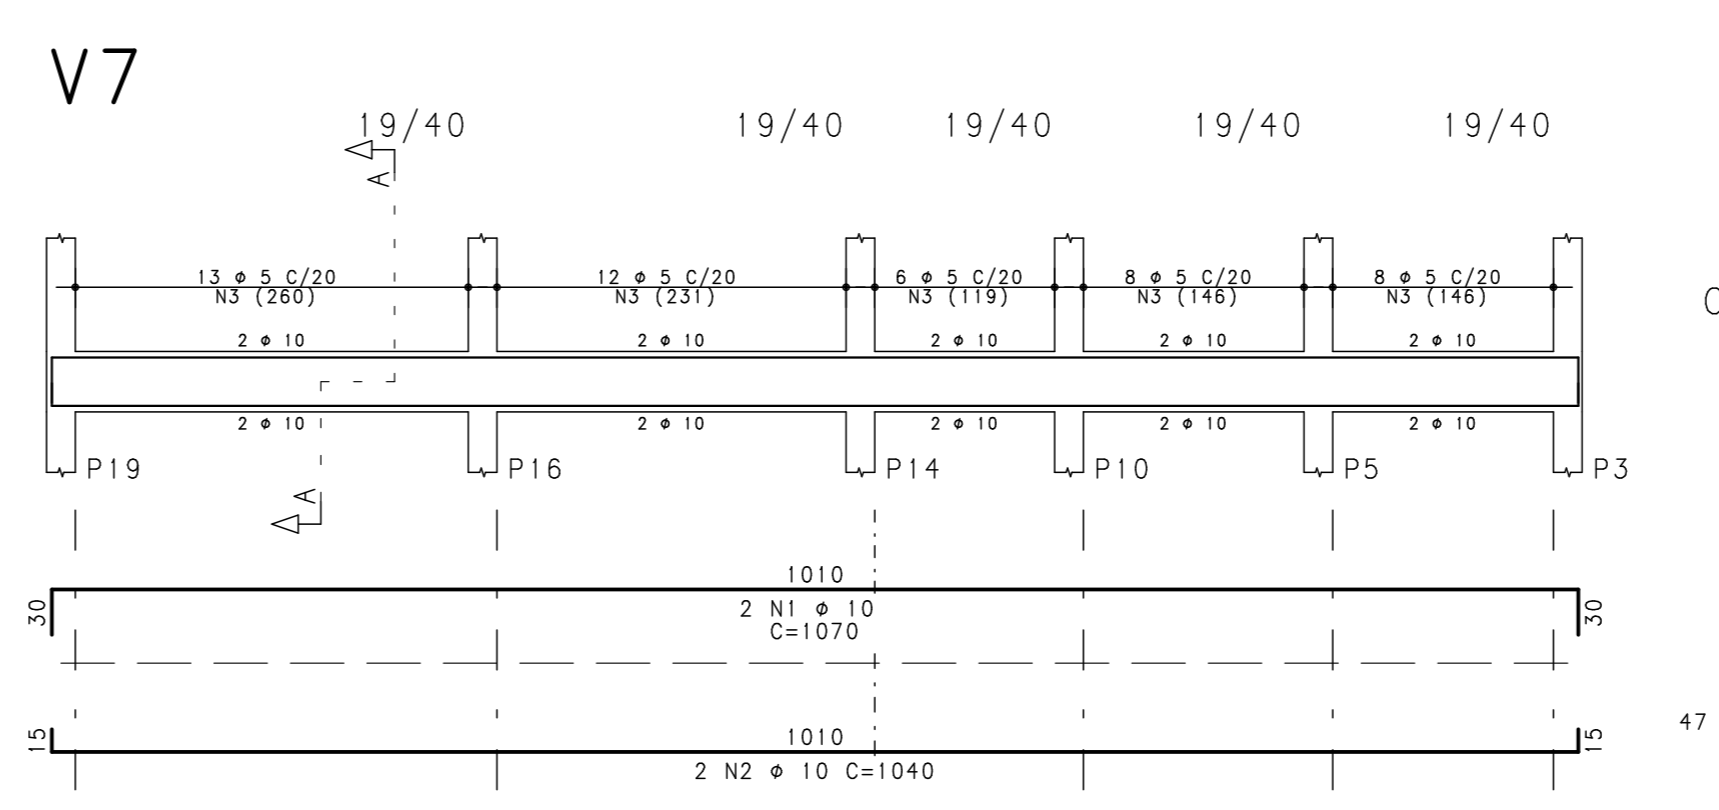 V7
19/40 19/40 19/40 19/40 19/40
A
13 ø 5 C/20 12 ø 5 C/20 6 ø 5 C/20 8 ø 5 C/20 8 ø 5 C/20
N3 (260) N3 (231) N3 (119) N3 (146) N3 (146)
2 ø 10 2 ø 10 2 ø 10 2 ø 10 2 ø 10
2 ø 10 2 ø 10 2 ø 10 2 ø 10 2 ø 10
P19 P16 P14 P10 P5 P3
A
1010
30 2 N1 ø 10 30
C=1070
47
15 1010 15
2 N2 ø 10 C=1040